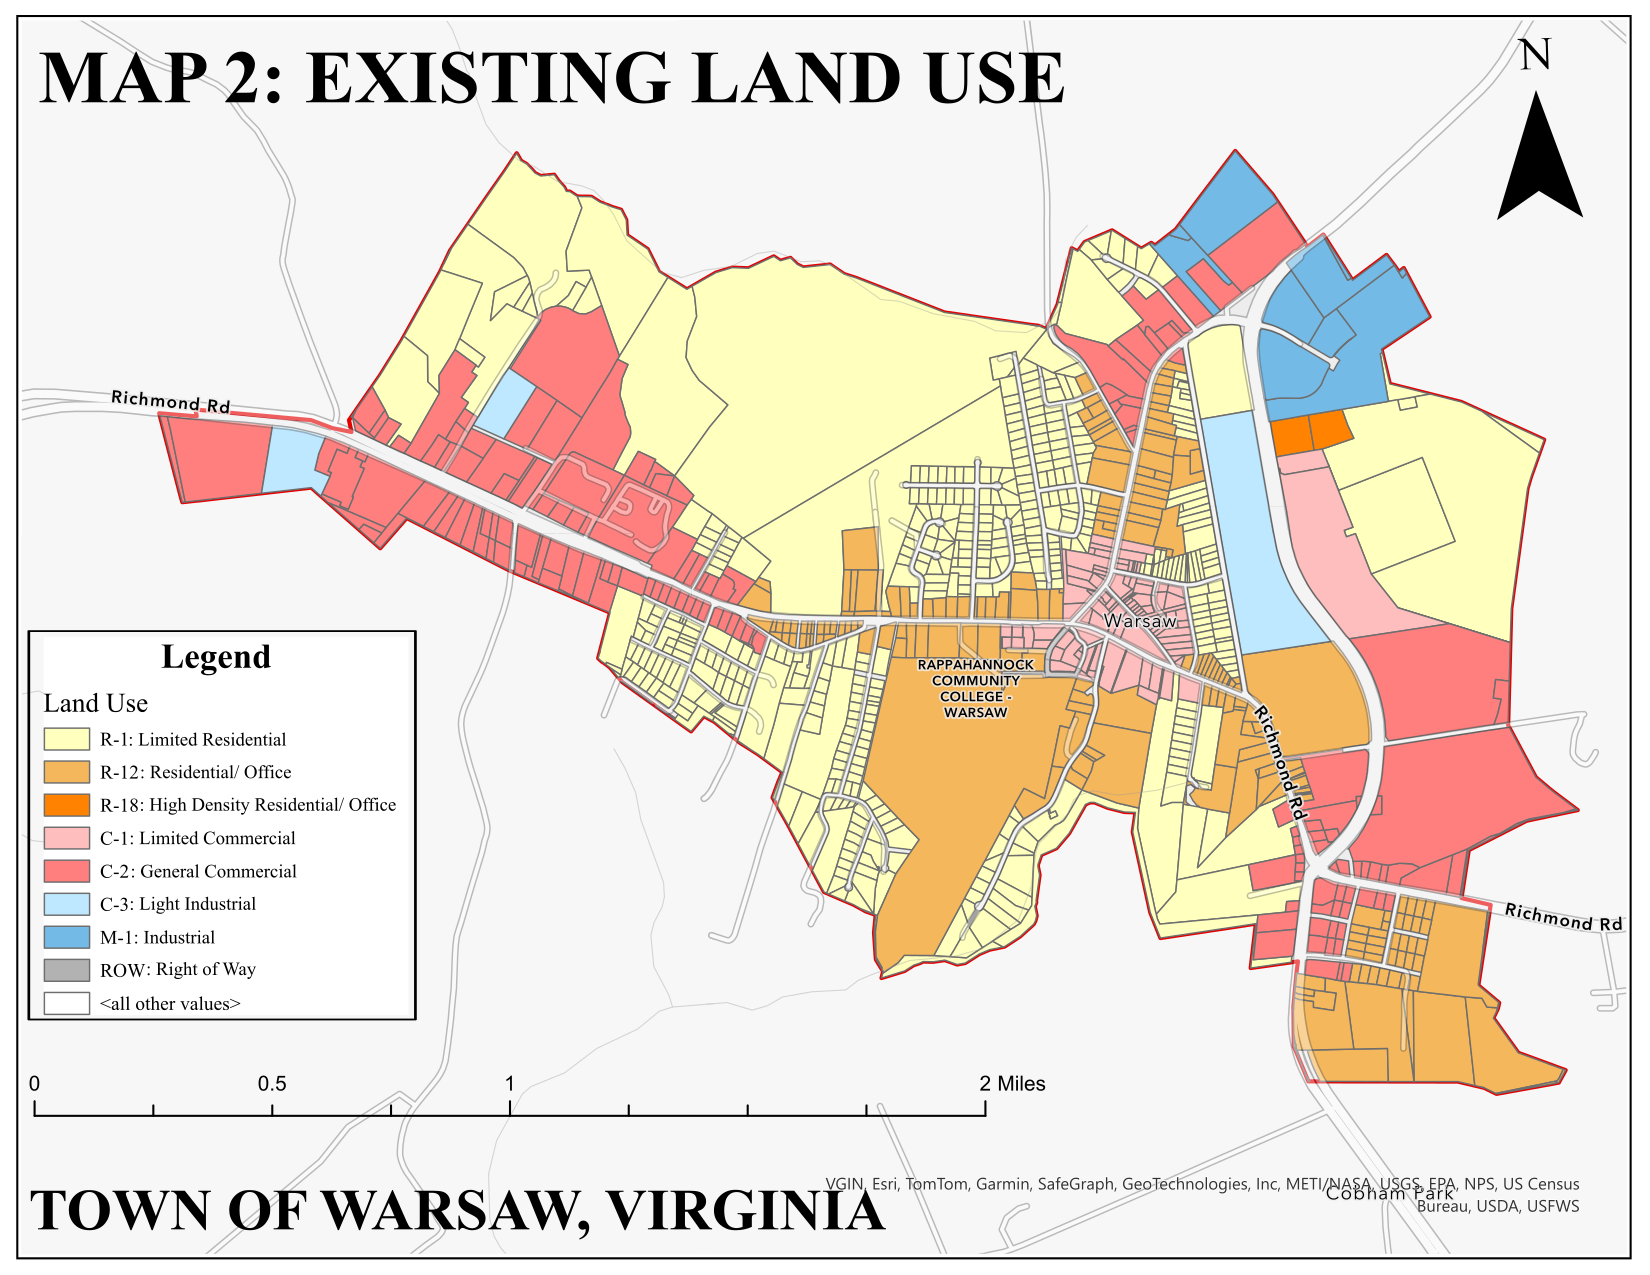 MAP 2: EXISTING LAND USE
N
Richmond Rd
Warsaw
RAPPAHANNOCK
COMMUNITY
COLLEGE -
WARSAW
Richmond Rd
Richmond Rd
Legend
Land Use
R-1: Limited Residential
R-12: Residential/ Office
R-18: High Density Residential/ Office
C-1: Limited Commercial
C-2: General Commercial
C-3: Light Industrial
M-1: Industrial
ROW: Right of Way
<all other values>
0 0.5 1 2 Miles
TOWN OF WARSAW, VIRGINIA
VGIN, Esri, TomTom, Garmin, SafeGraph, GeoTechnologies, Inc, METI/NASA, USGS, EPA, NPS, US Census
Cobham Park
Bureau, USDA, USFWS